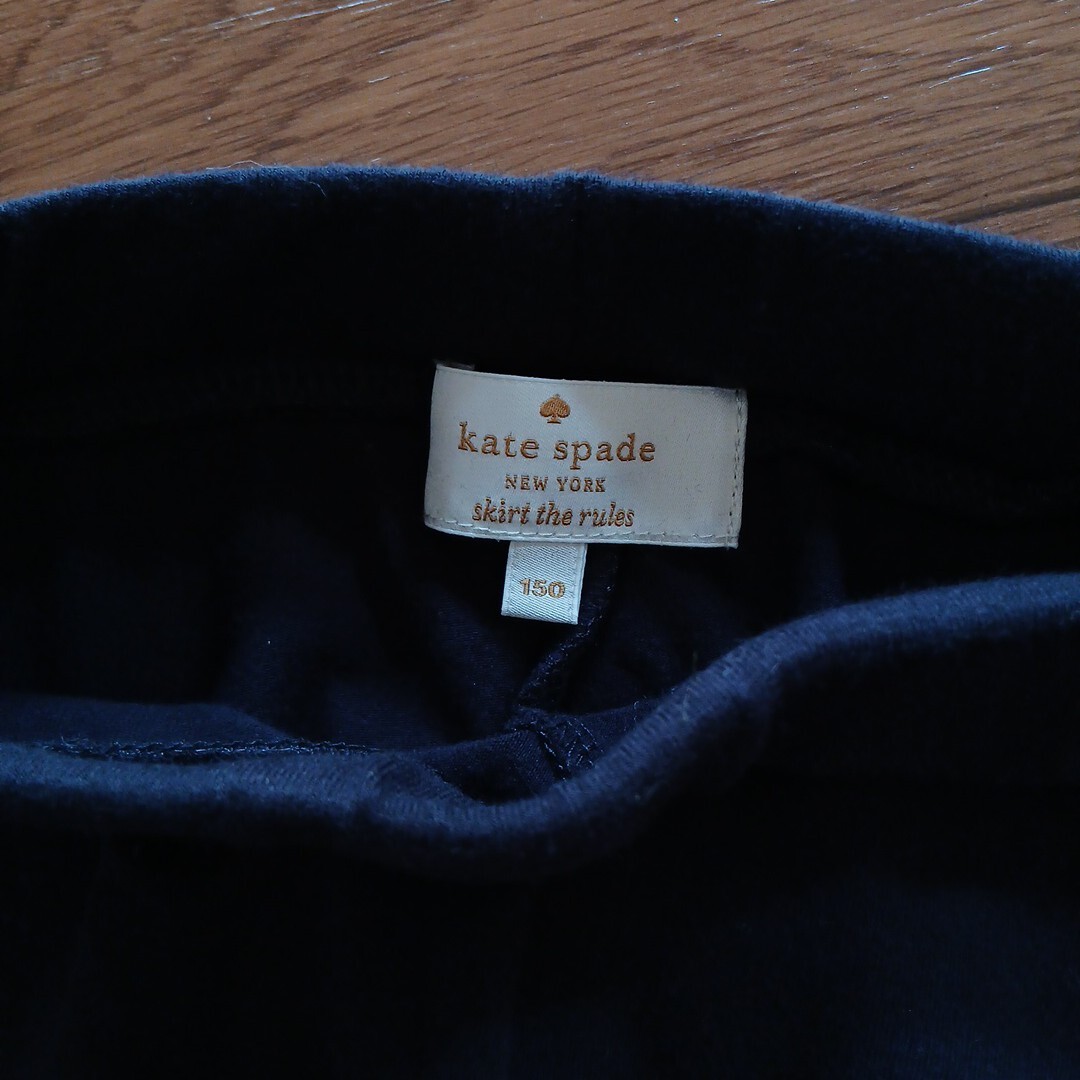 kate spade
NEW YORK
skirt the rules
150